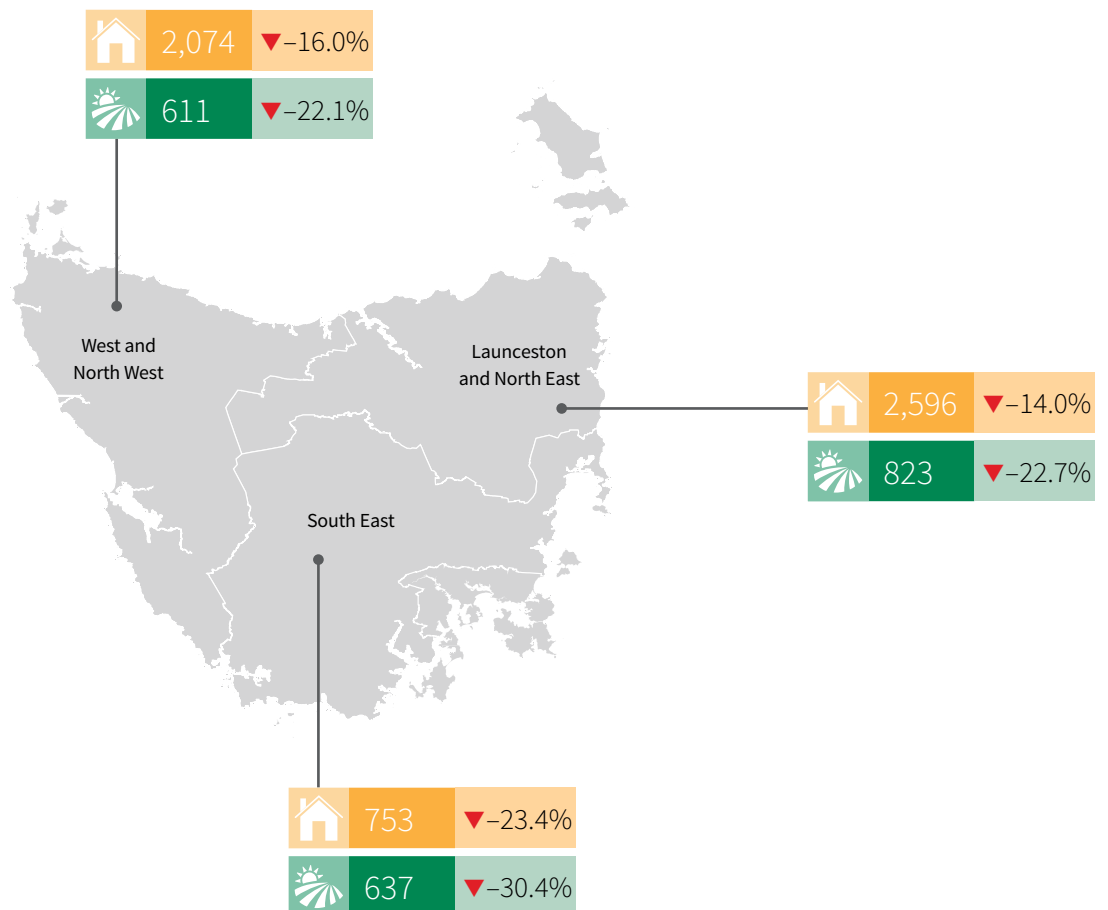 2,074 ▼–16.0%
611 ▼–22.1%
West and
North West
Launceston
and North East
2,596 ▼–14.0%
823 ▼–22.7%
South East
753 ▼–23.4%
637 ▼–30.4%